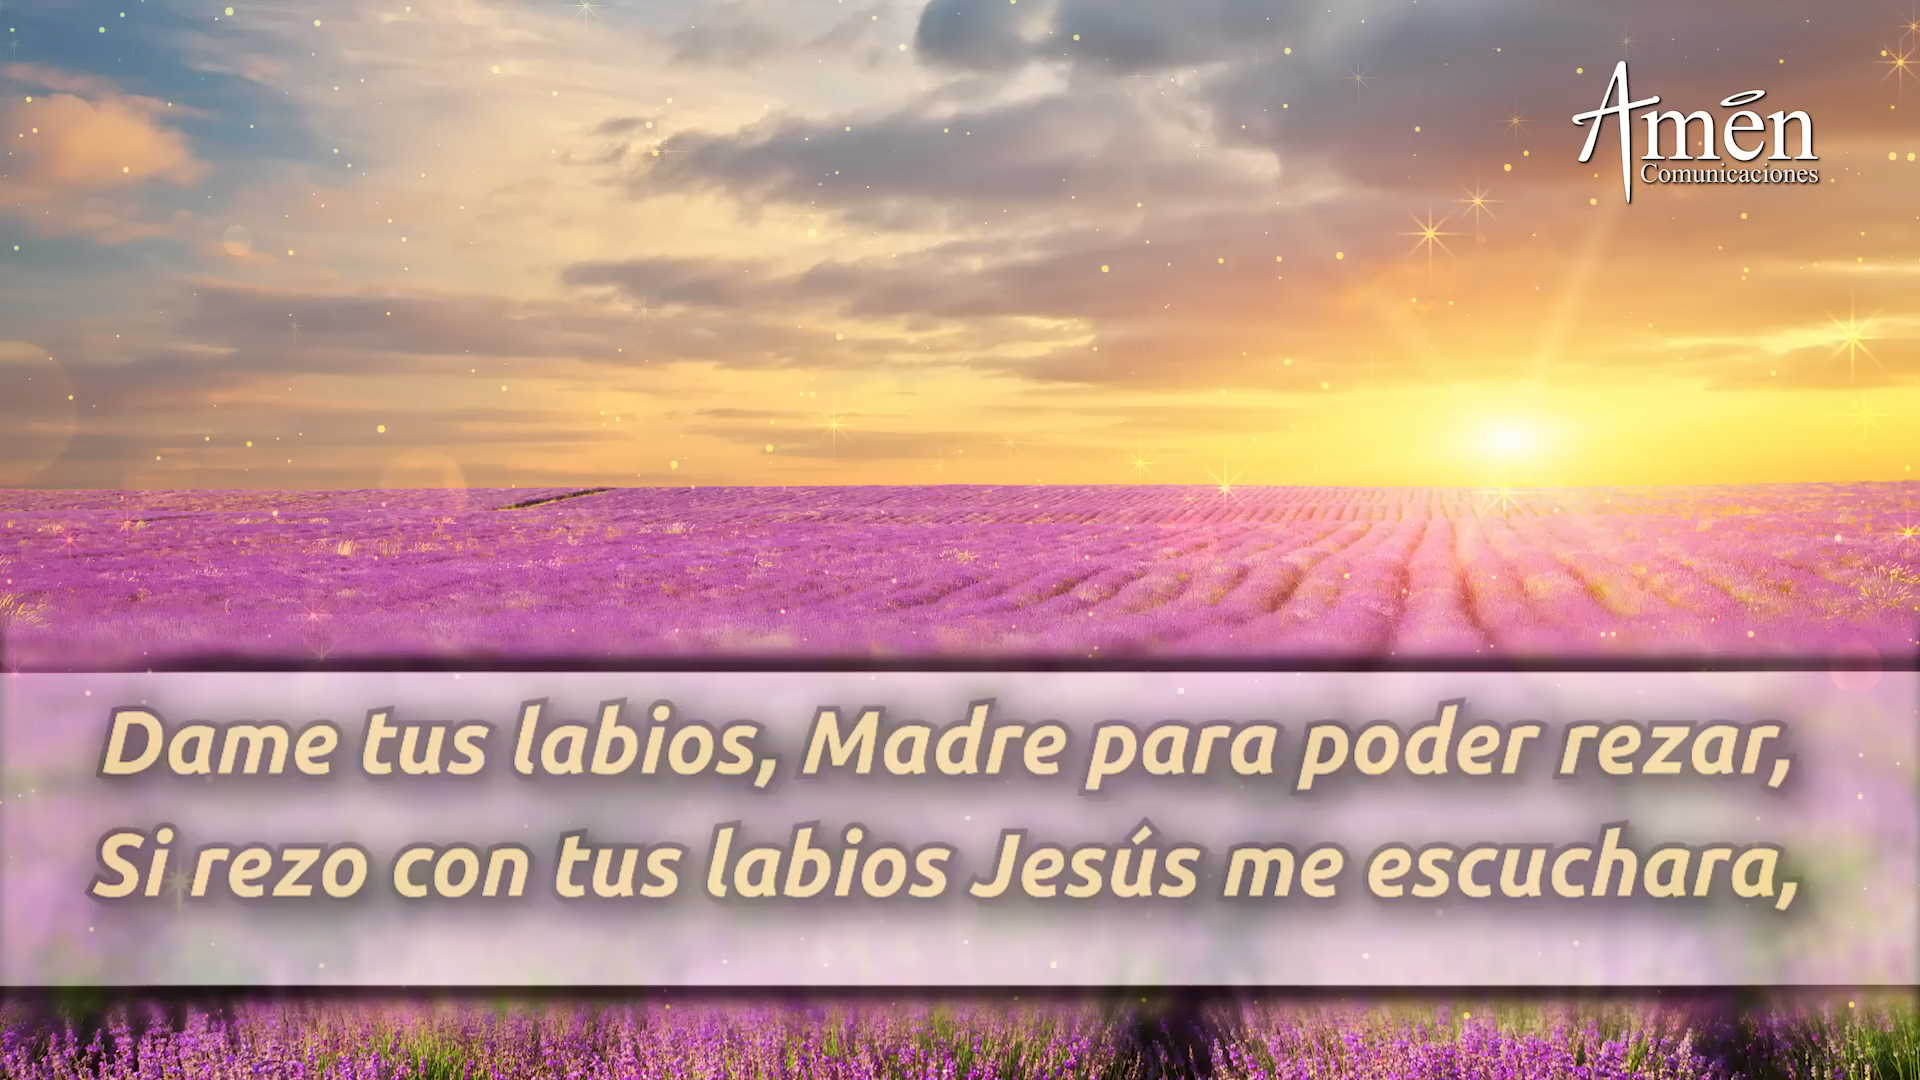 Amén
Comunicaciones
Dame tus labios, Madre para poder rezar,
Si rezo con tus labios Jesús me escuchara,